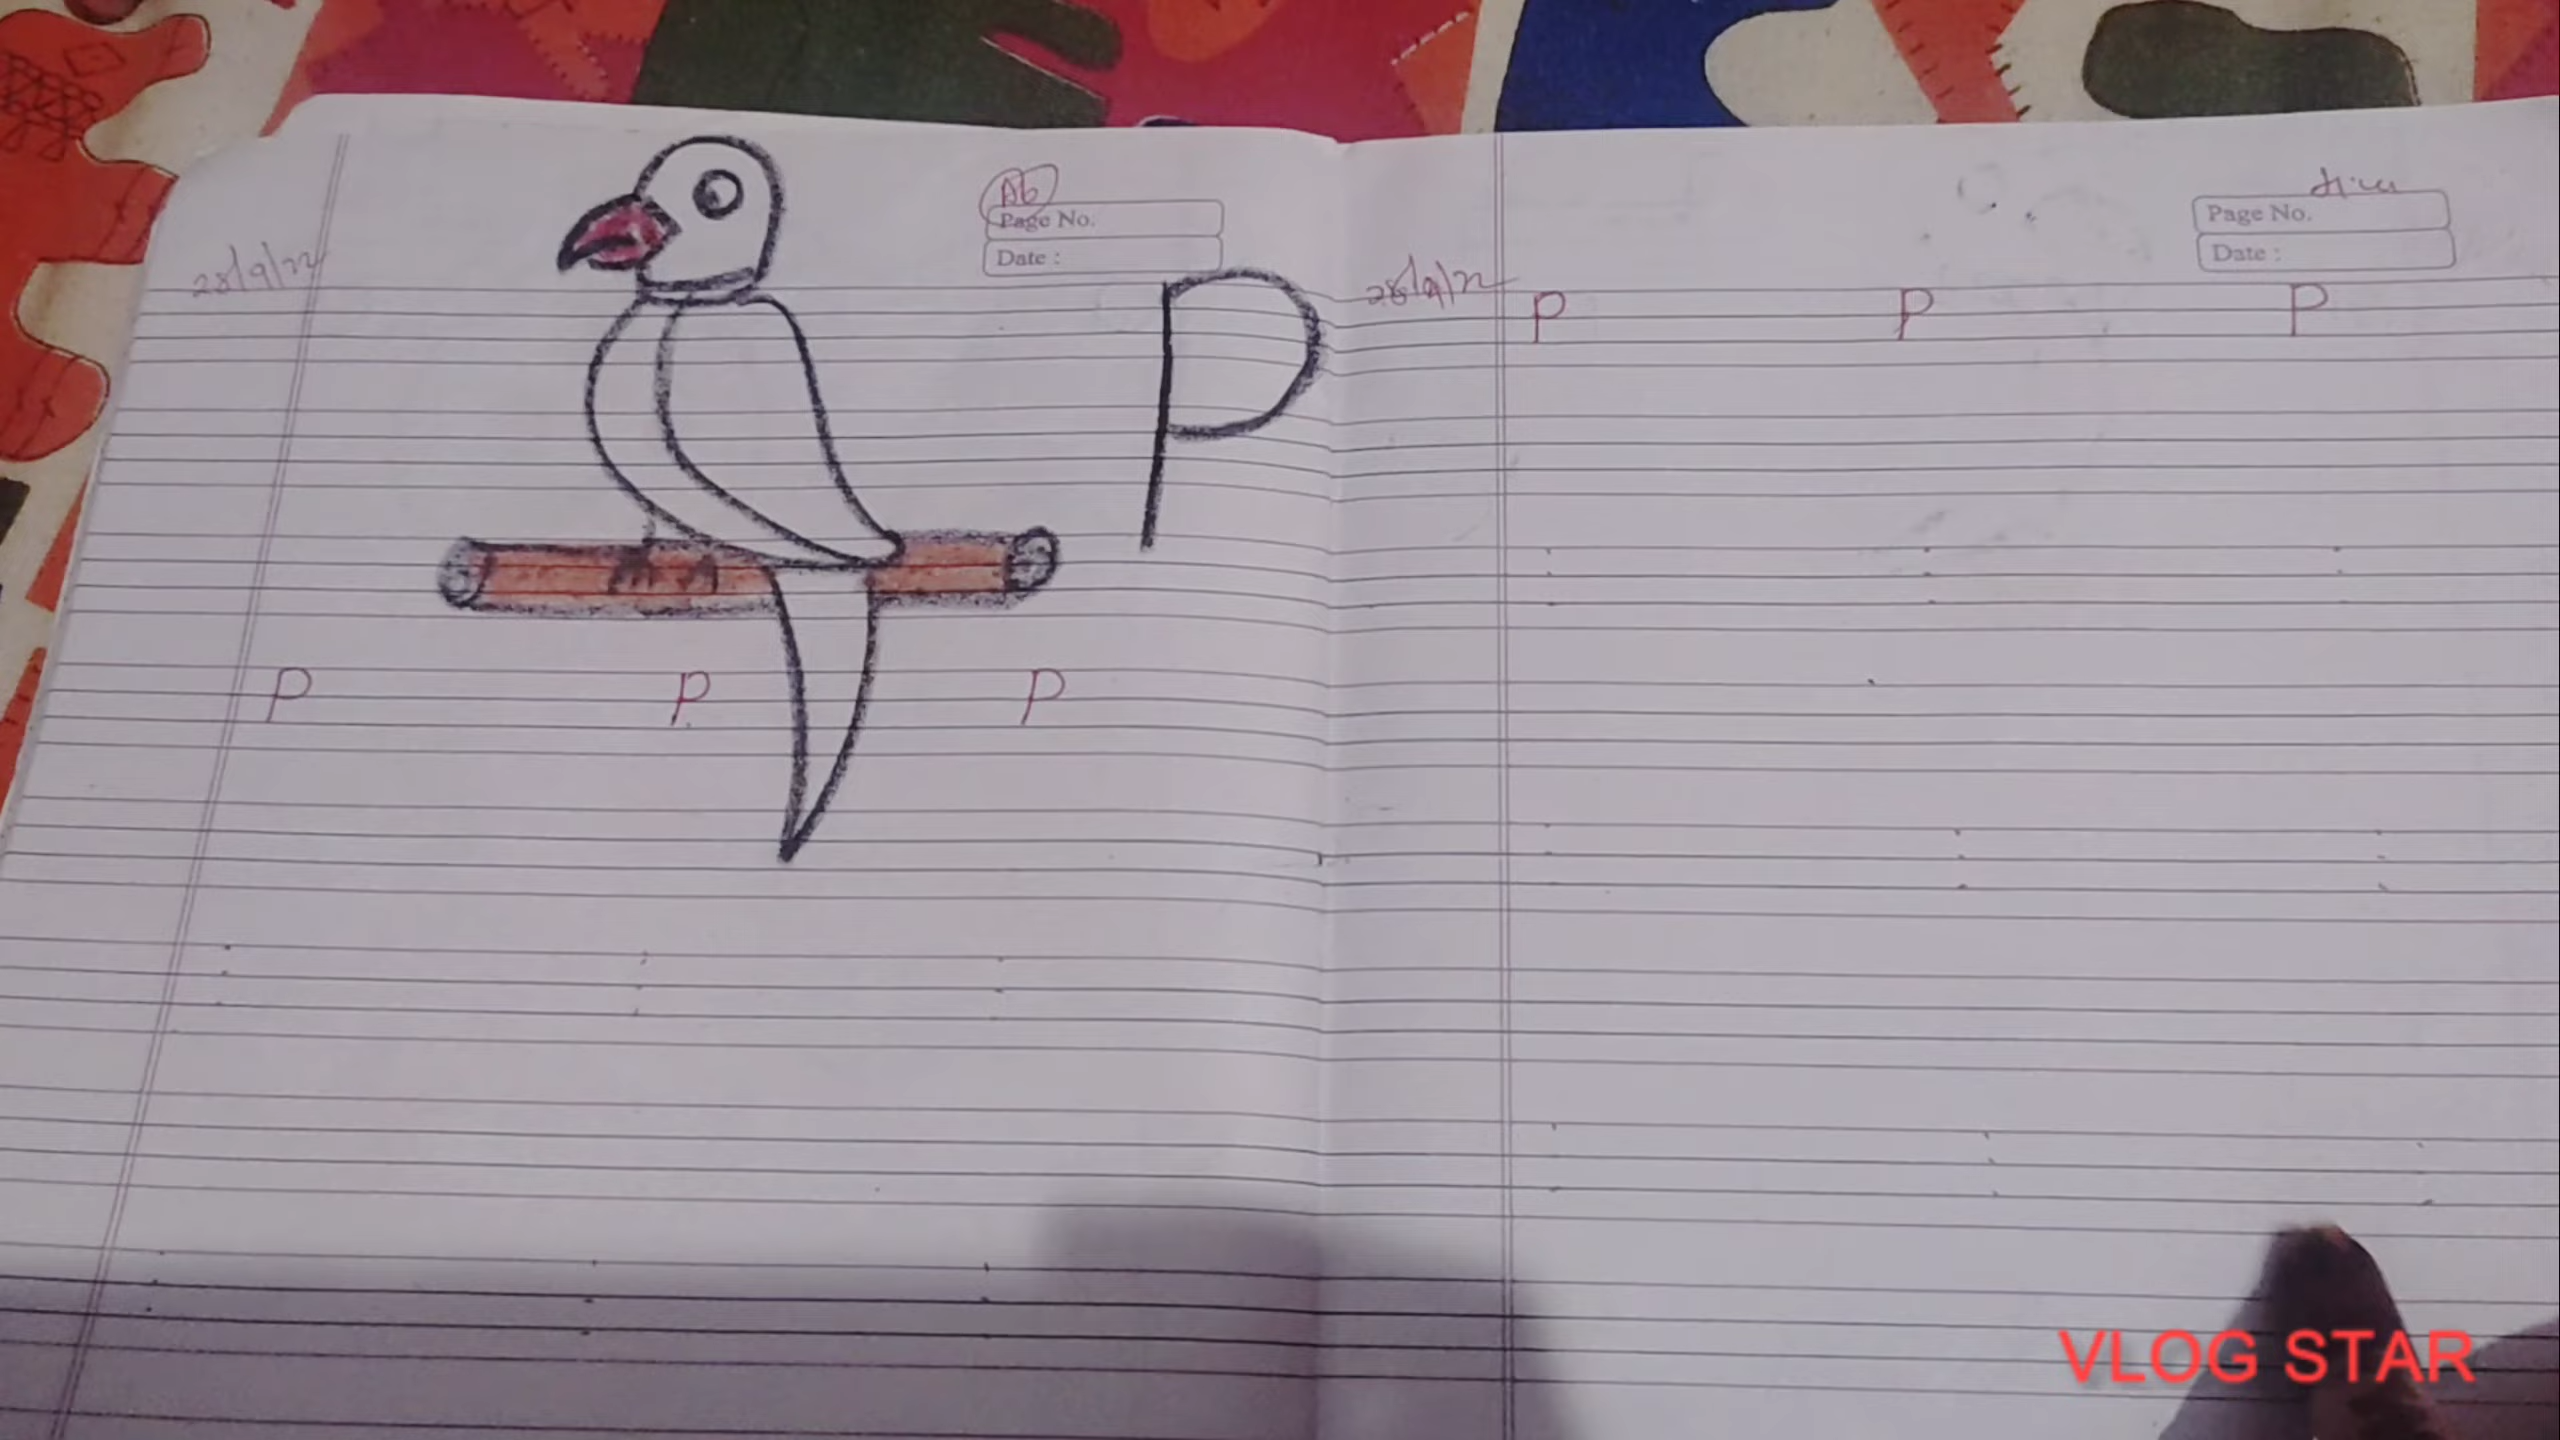 Ab
Page No.
Date :
28/9/22
P
P P P
Page No.
Date :
28/9/22
P P P
VLOG STAR